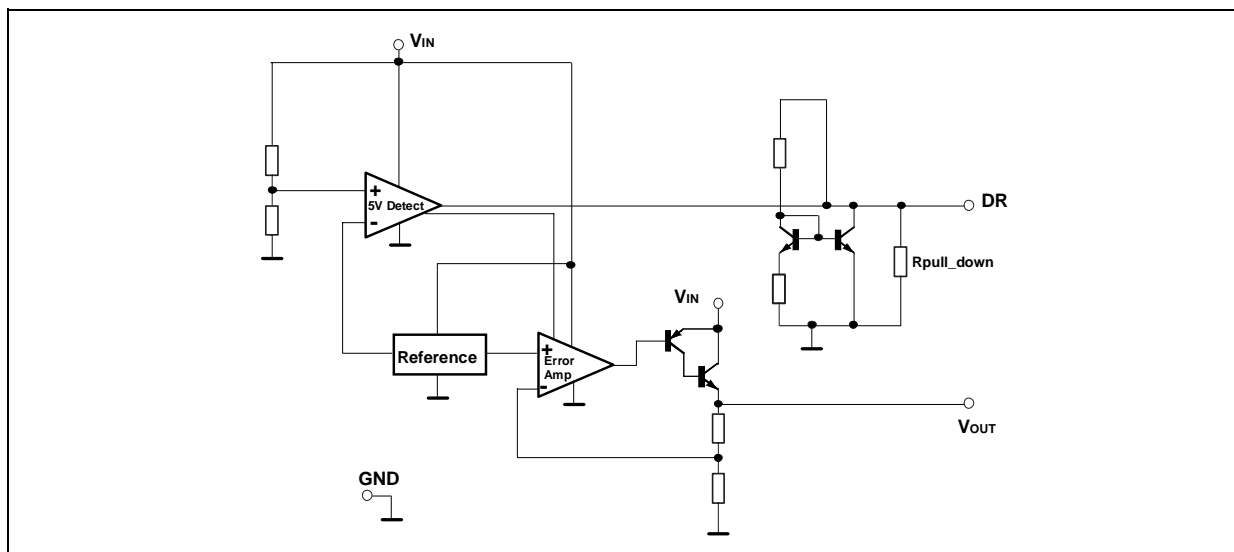 VIN
+
5V Detect
-
DR
Rpull_down
VIN
Reference
+
Error
Amp
-
VOUT
GND